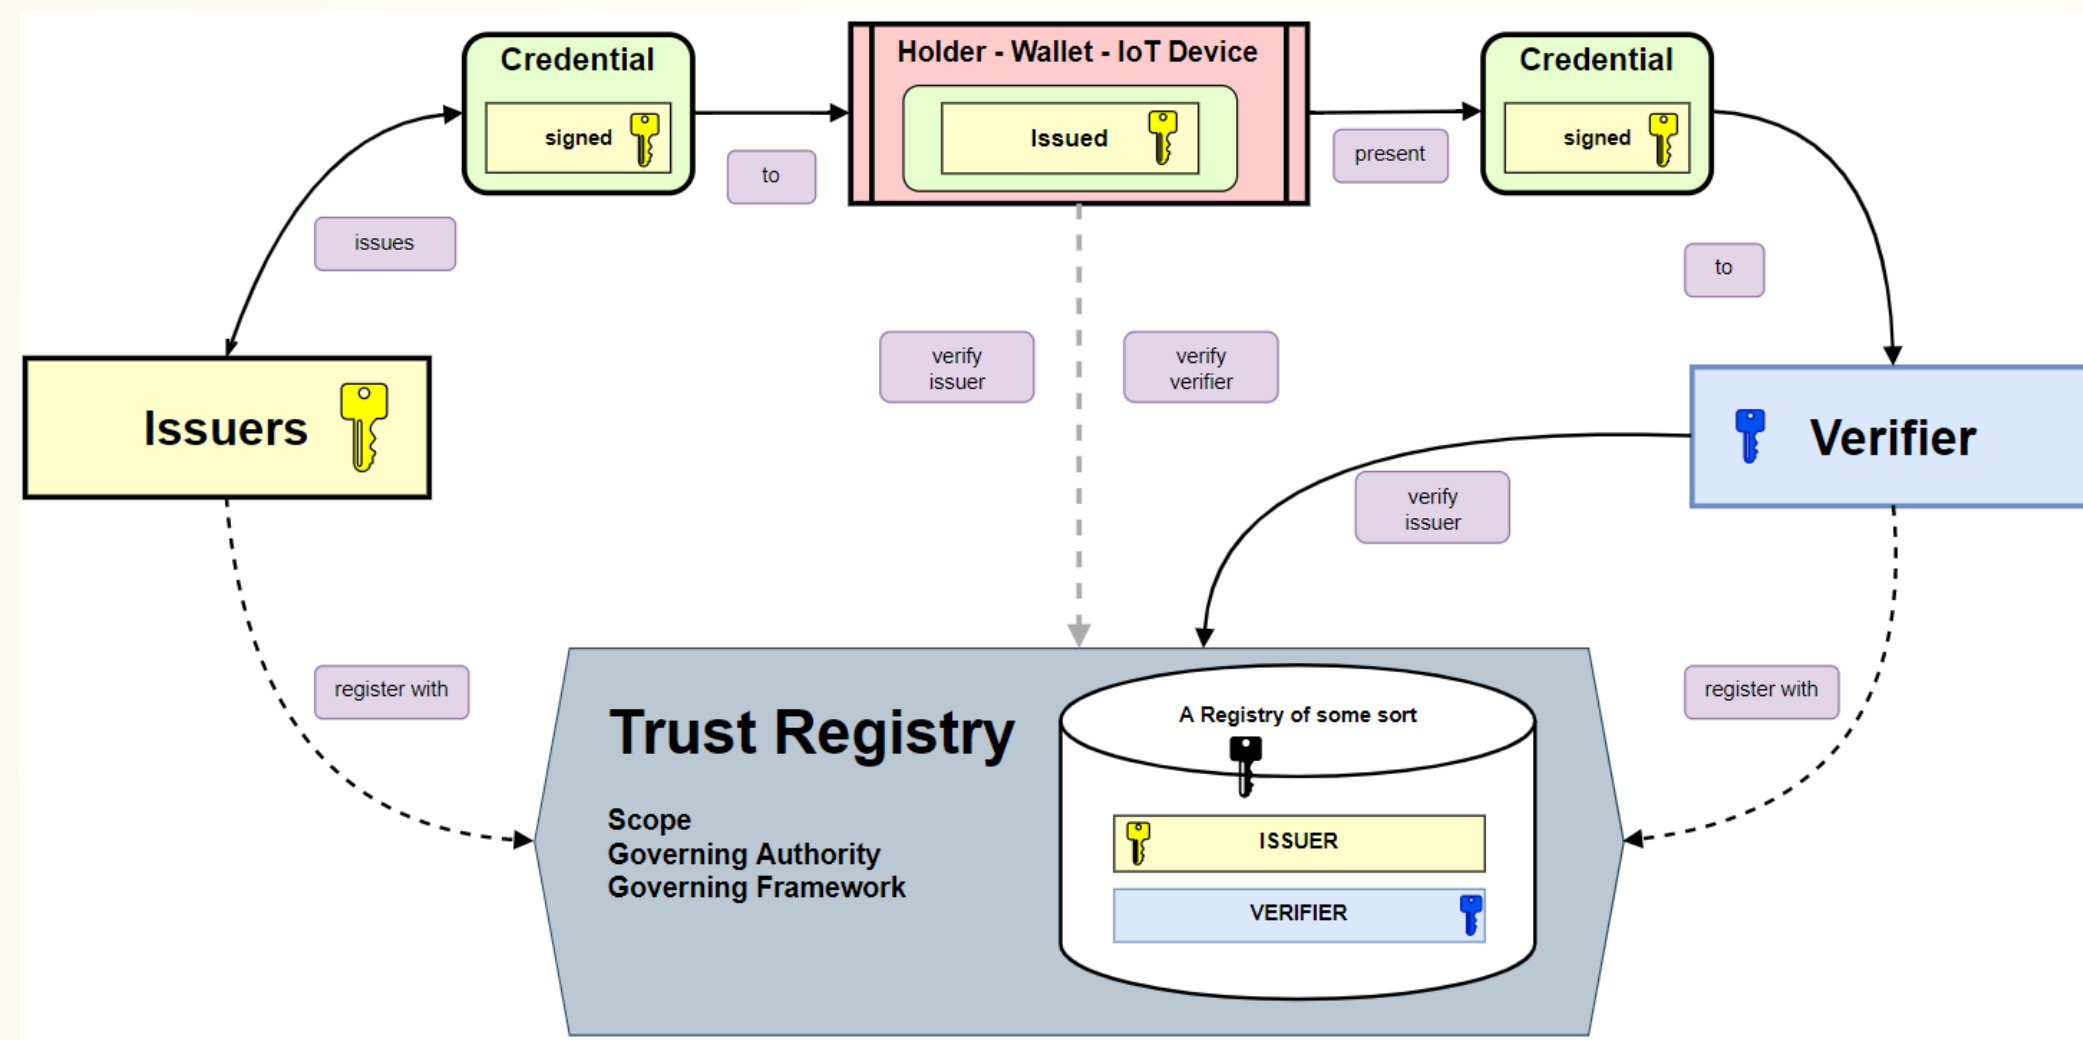 Credential
signed
to
Holder - Wallet - IoT Device
Issued
present
Credential
signed
to
issues
verify
issuer
verify
verifier
Issuers
Verifier
verify
issuer
register with
register with
Trust Registry
Scope
Governing Authority
Governing Framework
A Registry of some sort
ISSUER
VERIFIER